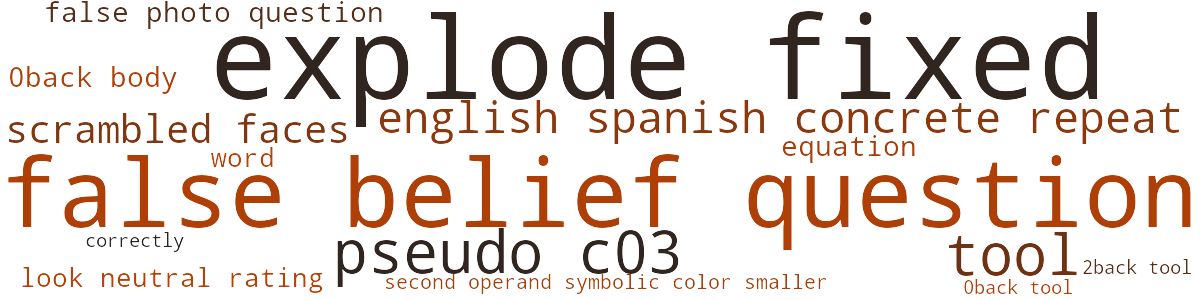 false photo question
explode fixed
0back body
english spanish concrete repeat
scrambled faces
equation
word
false belief question
correctly
pseudo c03
tool
2back tool
look neutral rating
second operand symbolic color smaller
0back tool